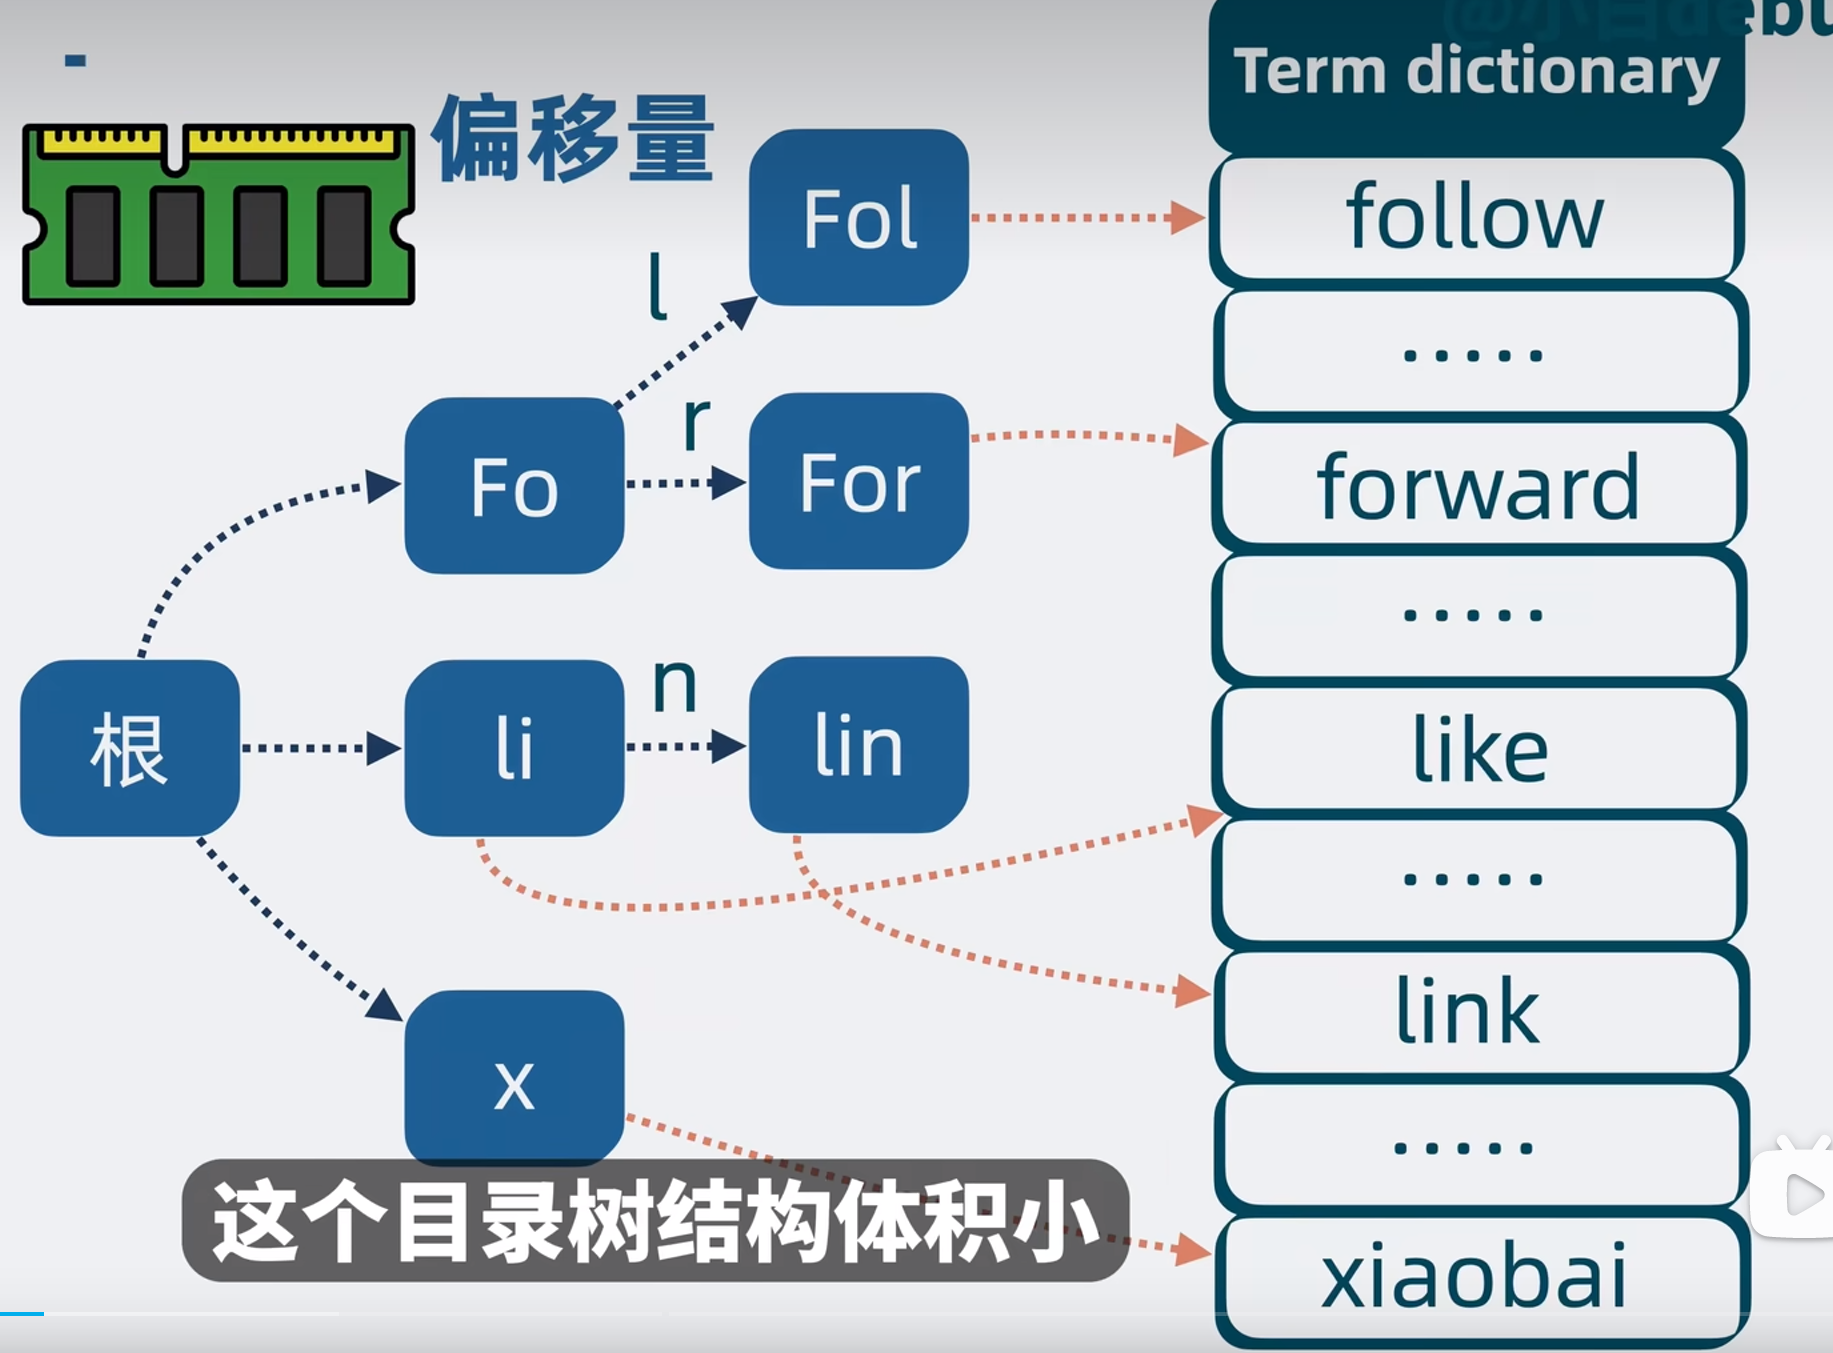 -
偏移量
Term dictionary
Fol
follow
l
.....
Fo
r
For
forward
.....
根
li
n
lin
like
.....
link
x
.....
这个目录树结构体积小
xiaobai